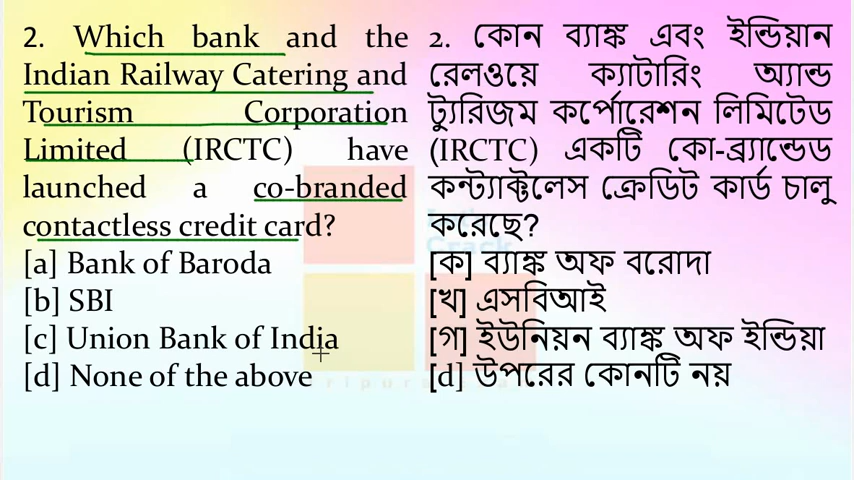 2. Which bank and the
Indian Railway Catering and
Tourism Corporation
Limited (IRCTC) have
launched a co-branded
contactless credit card?
[a] Bank of Baroda
[b] SBI
[c] Union Bank of India
[d] None of the above
2. কোন ব্যাঙ্ক এবং ইন্ডিয়ান
রেলওয়ে ক্যাটারিং অ্যান্ড
ট্যুরিজম কর্পোরেশন লিমিটেড
(IRCTC) একটি কো-ব্র্যান্ডেড
কন্ট্যাক্টলেস ক্রেডিট কার্ড চালু
করেছে?
[ক] ব্যাঙ্ক অফ বরোদা
[খ] এসবিআই
[গ] ইউনিয়ন ব্যাঙ্ক অফ ইন্ডিয়া
[d] উপরের কোনটি নয়
Crack